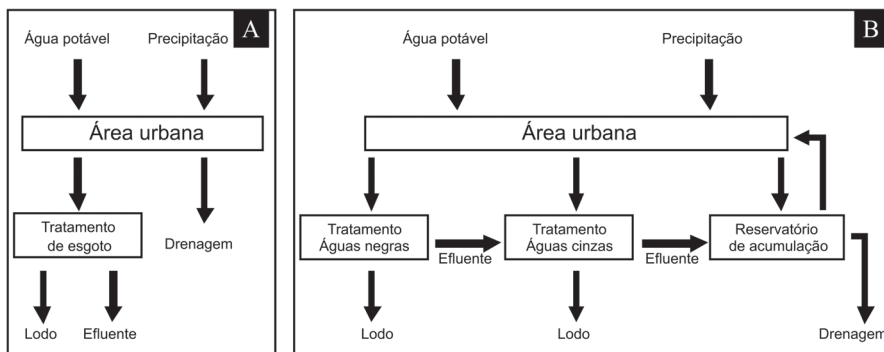 A
Água potável
Precipitação
Área urbana
Tratamento
de esgoto
Drenagem
Lodo
Efluente
B
Água potável
Precipitação
Área urbana
Tratamento
Águas negras
Efluente
Tratamento
Águas cinzas
Efluente
Reservatório
de acumulação
Lodo
Lodo
Drenagem